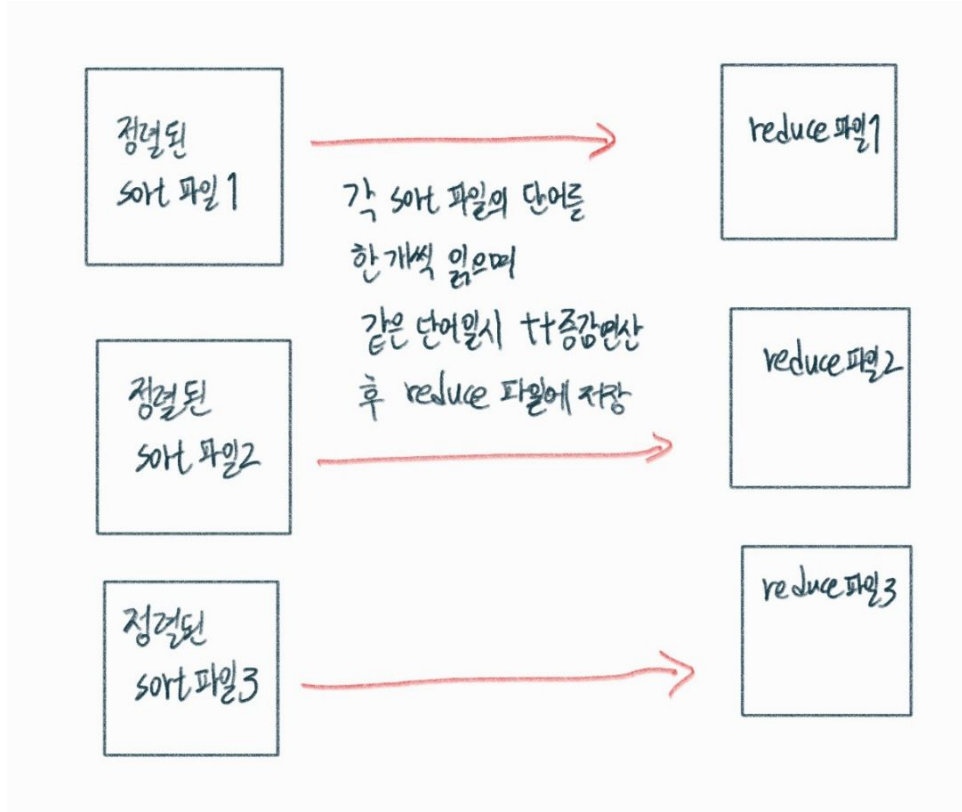 정렬된
sort 파일 1
reduce 파일1
각 sort 파일의 단어를
한개씩 읽으며
같은 단어일시 ++증감연산
후 reduce 파일에 저장
정렬된
sort 파일2
reduce 파일2
정렬된
sort 파일3
reduce 파일3